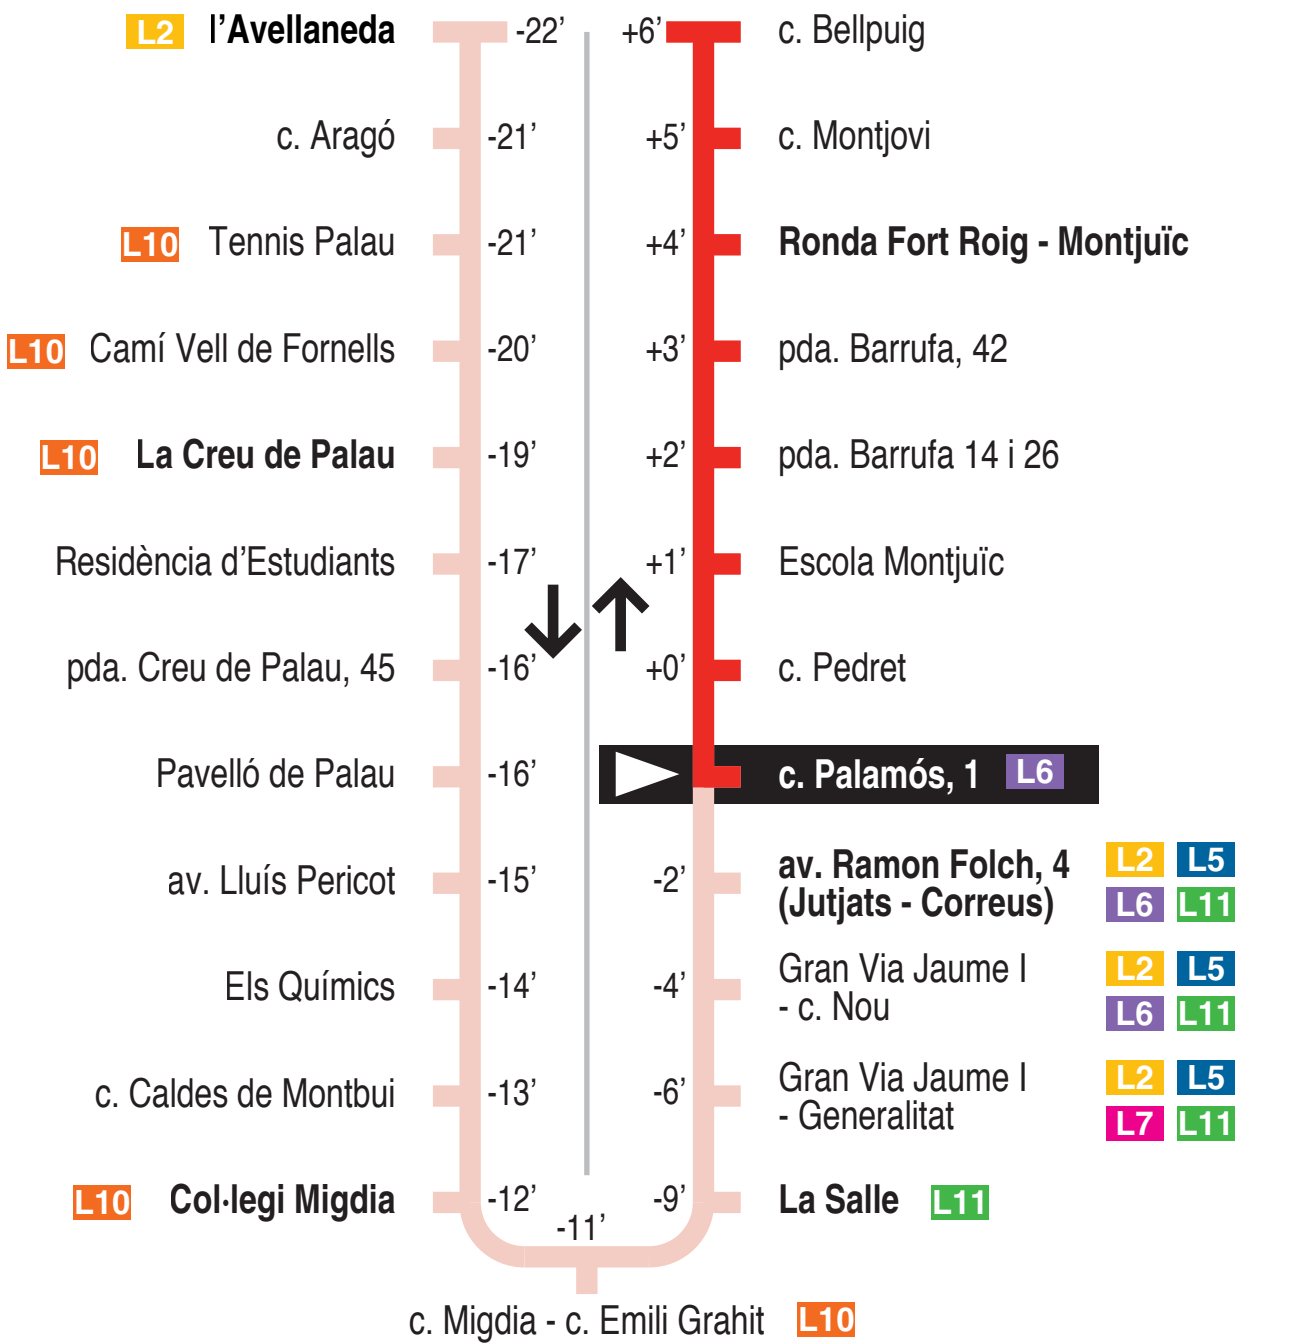 L2 l’Avellaneda -22’
c. Aragó -21’
L10 Tennis Palau -21’
L10 Camí Vell de Fornells -20’
L10 La Creu de Palau -19’
Residència d’Estudiants -17’
pda. Creu de Palau, 45 -16’
Pavelló de Palau -16’
av. Lluís Pericot -15’
Els Químics -14’
c. Caldes de Montbui -13’
L10 Col·legi Migdia -12’
-11’
c. Migdia - c. Emili Grahit L10
+6’ c. Bellpuig
+5’ c. Montjovi
+4’ Ronda Fort Roig - Montjuïc
+3’ pda. Barrufa, 42
+2’ pda. Barrufa 14 i 26
+1’ Escola Montjuïc
+0’ c. Pedret
c. Palamós, 1 L6
-2’ av. Ramon Folch, 4 L2 L5
(Jutjats - Correus) L6 L11
-4’ Gran Via Jaume I L2 L5
- c. Nou L6 L11
-6’ Gran Via Jaume I L2 L5
- Generalitat L7 L11
-9’ La Salle L11